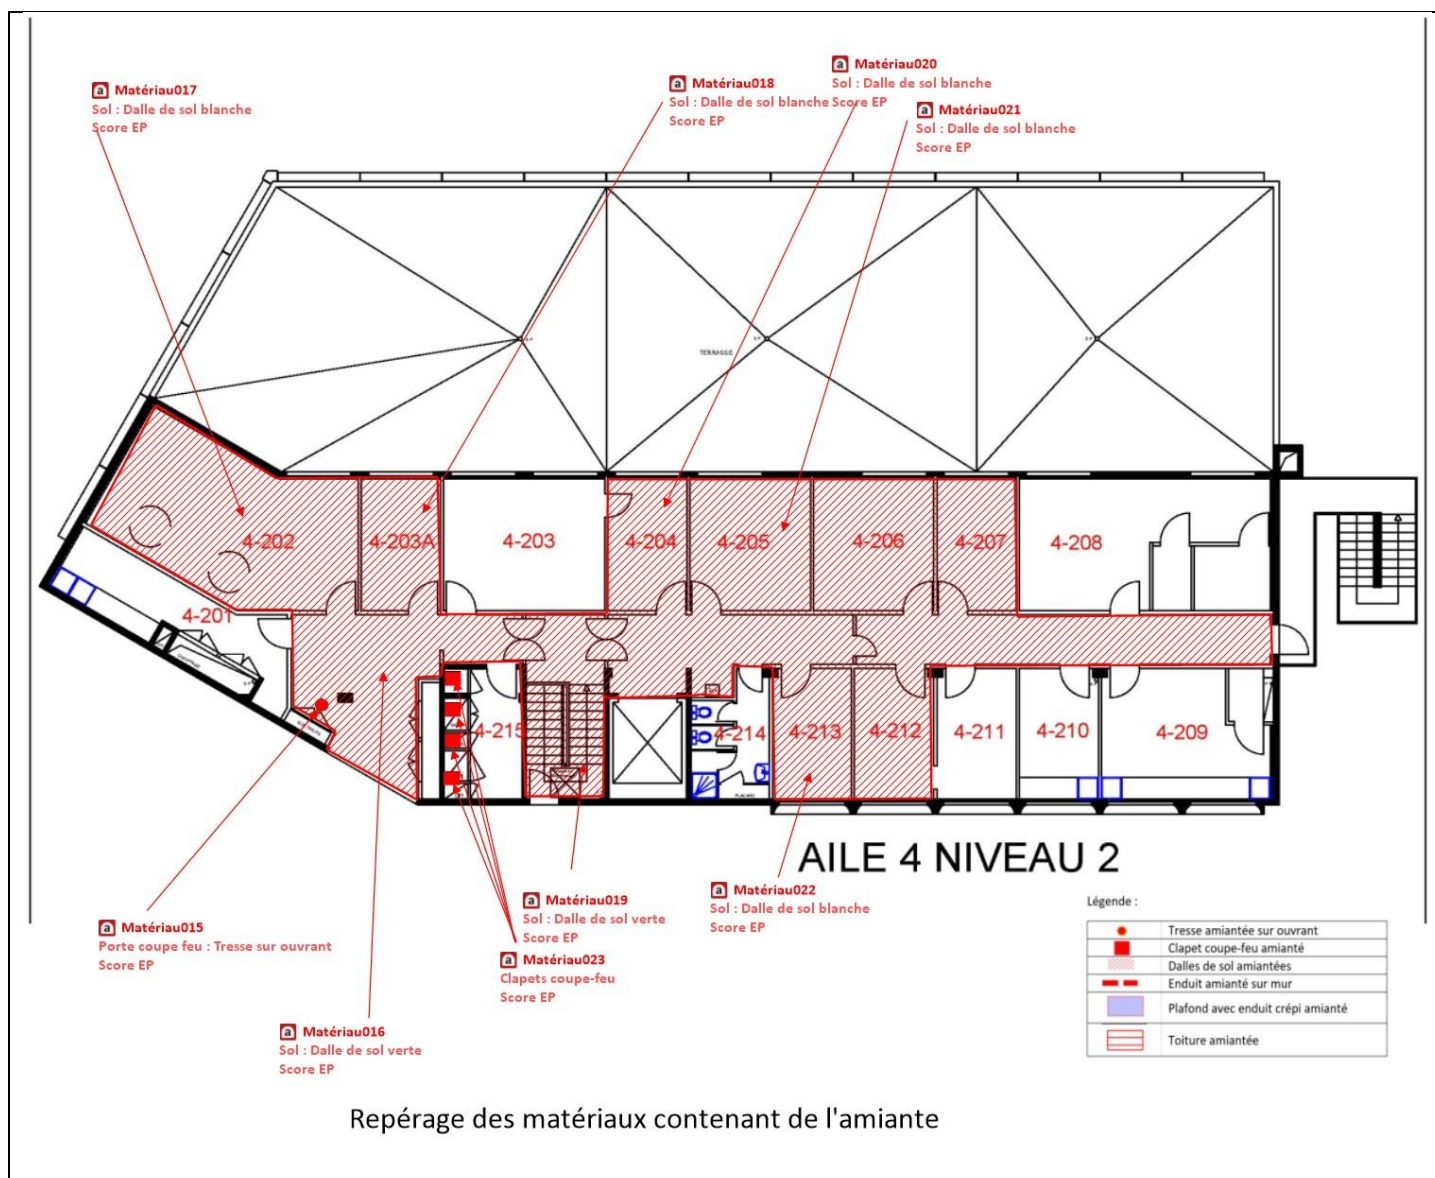 a Matériau017
Sol : Dalle de sol blanche
Score EP
a Matériau018
Sol : Dalle de sol blanche
Score EP
a Matériau020
Sol : Dalle de sol blanche
Score EP
a Matériau021
Sol : Dalle de sol blanche
Score EP
TERRASSE
4-202
4-203A
4-203
4-204
4-205
4-206
4-207
4-208
4-201
4-215
4-214
4-213
4-212
4-211
4-210
4-209
PLACARD
AILE 4 NIVEAU 2
a Matériau015
Porte coupe feu : Tresse sur ouvrant
Score EP
a Matériau019
Sol : Dalle de sol verte
Score EP
a Matériau022
Sol : Dalle de sol blanche
Score EP
a Matériau023
Clapets coupe-feu
Score EP
a Matériau016
Sol : Dalle de sol verte
Score EP
Légende :
Tresse amiantée sur ouvrant
Clapet coupe-feu amianté
Dalles de sol amiantées
Enduit amianté sur mur
Plafond avec enduit crépi amianté
Toiture amiantée
Repérage des matériaux contenant de l'amiante